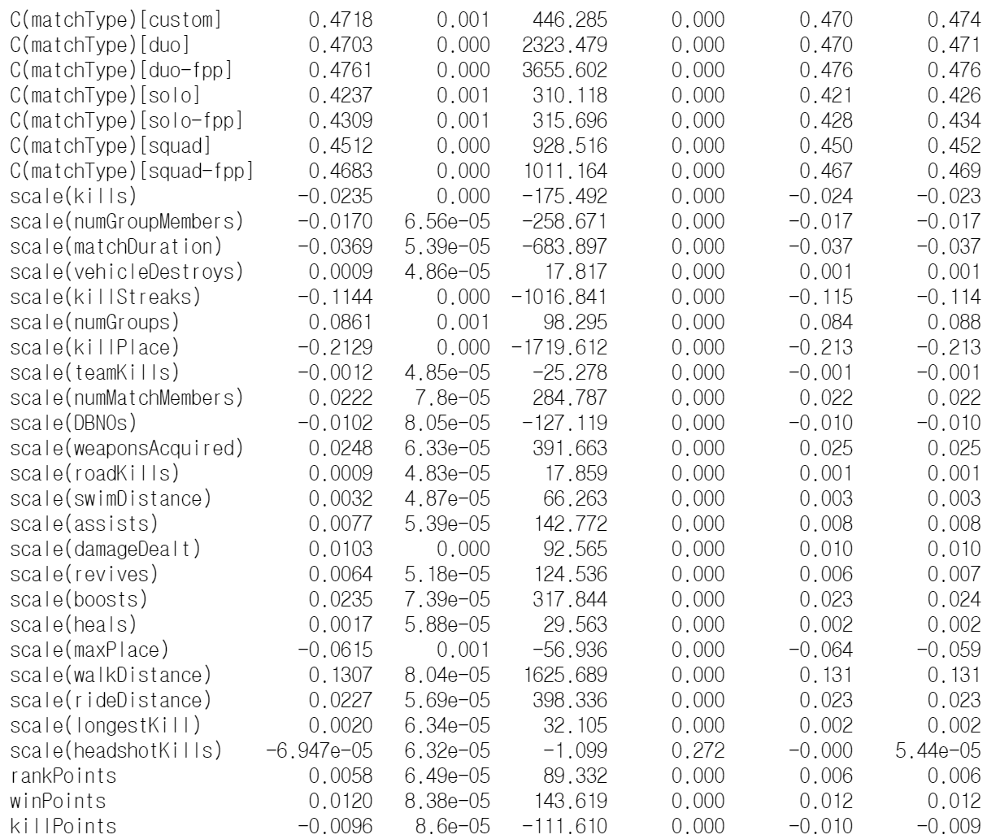 C(matchType)[custom] 0.4718 0.001 446.285 0.000 0.470 0.474
C(matchType)[duo] 0.4703 0.000 2323.479 0.000 0.470 0.471
C(matchType)[duo-fpp] 0.4761 0.000 3655.602 0.000 0.476 0.476
C(matchType)[solo] 0.4237 0.001 310.118 0.000 0.421 0.426
C(matchType)[solo-fpp] 0.4309 0.001 315.696 0.000 0.428 0.434
C(matchType)[squad] 0.4512 0.000 928.516 0.000 0.450 0.452
C(matchType)[squad-fpp] 0.4683 0.000 1011.164 0.000 0.467 0.469
scale(kills) -0.0235 0.000 -175.492 0.000 -0.024 -0.023
scale(numGroupMembers) -0.0170 6.56e-05 -258.671 0.000 -0.017 -0.017
scale(matchDuration) -0.0369 5.39e-05 -683.897 0.000 -0.037 -0.037
scale(vehicleDestroys) 0.0009 4.86e-05 17.817 0.000 0.001 0.001
scale(killStreaks) -0.1144 0.000 -1016.841 0.000 -0.115 -0.114
scale(numGroups) 0.0861 0.001 98.295 0.000 0.084 0.088
scale(killPlace) -0.2129 0.000 -1719.612 0.000 -0.213 -0.213
scale(teamKills) -0.0012 4.85e-05 -25.278 0.000 -0.001 -0.001
scale(numMatchMembers) 0.0222 7.8e-05 284.787 0.000 0.022 0.022
scale(DBNOs) -0.0102 8.05e-05 -127.119 0.000 -0.010 -0.010
scale(weaponsAcquired) 0.0248 6.33e-05 391.663 0.000 0.025 0.025
scale(roadKills) 0.0009 4.83e-05 17.859 0.000 0.001 0.001
scale(swimDistance) 0.0032 4.87e-05 66.263 0.000 0.003 0.003
scale(assists) 0.0077 5.39e-05 142.772 0.000 0.008 0.008
scale(damageDealt) 0.0103 0.000 92.565 0.000 0.010 0.010
scale(revives) 0.0064 5.18e-05 124.536 0.000 0.006 0.007
scale(boosts) 0.0235 7.39e-05 317.844 0.000 0.023 0.024
scale(heals) 0.0017 5.88e-05 29.563 0.000 0.002 0.002
scale(maxPlace) -0.0615 0.001 -56.936 0.000 -0.064 -0.059
scale(walkDistance) 0.1307 8.04e-05 1625.689 0.000 0.131 0.131
scale(rideDistance) 0.0227 5.69e-05 398.336 0.000 0.023 0.023
scale(longestKill) 0.0020 6.34e-05 32.105 0.000 0.002 0.002
scale(headshotKills) -6.947e-05 6.32e-05 -1.099 0.272 -0.000 5.44e-05
rankPoints 0.0058 6.49e-05 89.332 0.000 0.006 0.006
winPoints 0.0120 8.38e-05 143.619 0.000 0.012 0.012
killPoints -0.0096 8.6e-05 -111.610 0.000 -0.010 -0.009